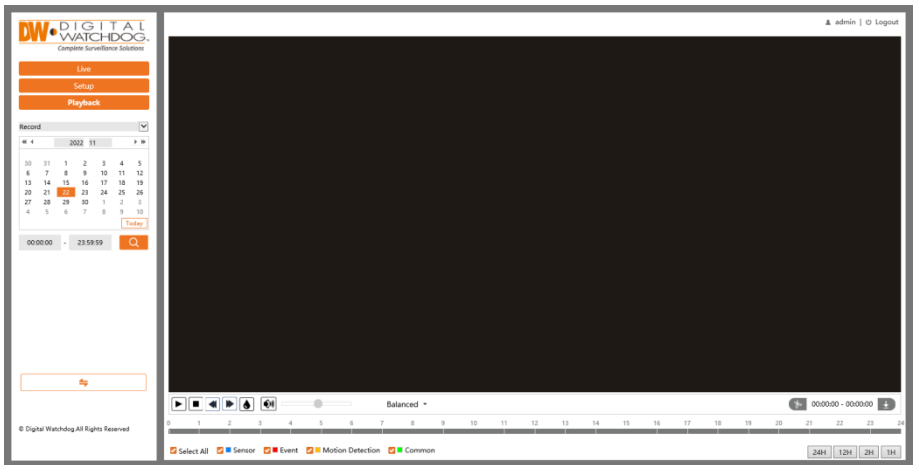 DW DIGITAL
WATCHDOG.
Complete Surveillance Solutions
admin | Logout
Live
Setup
Playback
Record
2022 11
30 31 1 2 3 4 5
6 7 8 9 10 11 12
13 14 15 16 17 18 19
20 21 22 23 24 25 26
27 28 29 30 1 2 3
4 5 6 7 8 9 10
Today
00:00:00 - 23:59:59
Balanced
00:00:00 - 00:00:00
0 1 2 3 4 5 6 7 8 9 10 11 12 13 14 15 16 17 18 19 20 21 22 23 24
© Digital Watchdog.All Rights Reserved
Select All Sensor Event Motion Detection Common
24H 12H 2H 1H